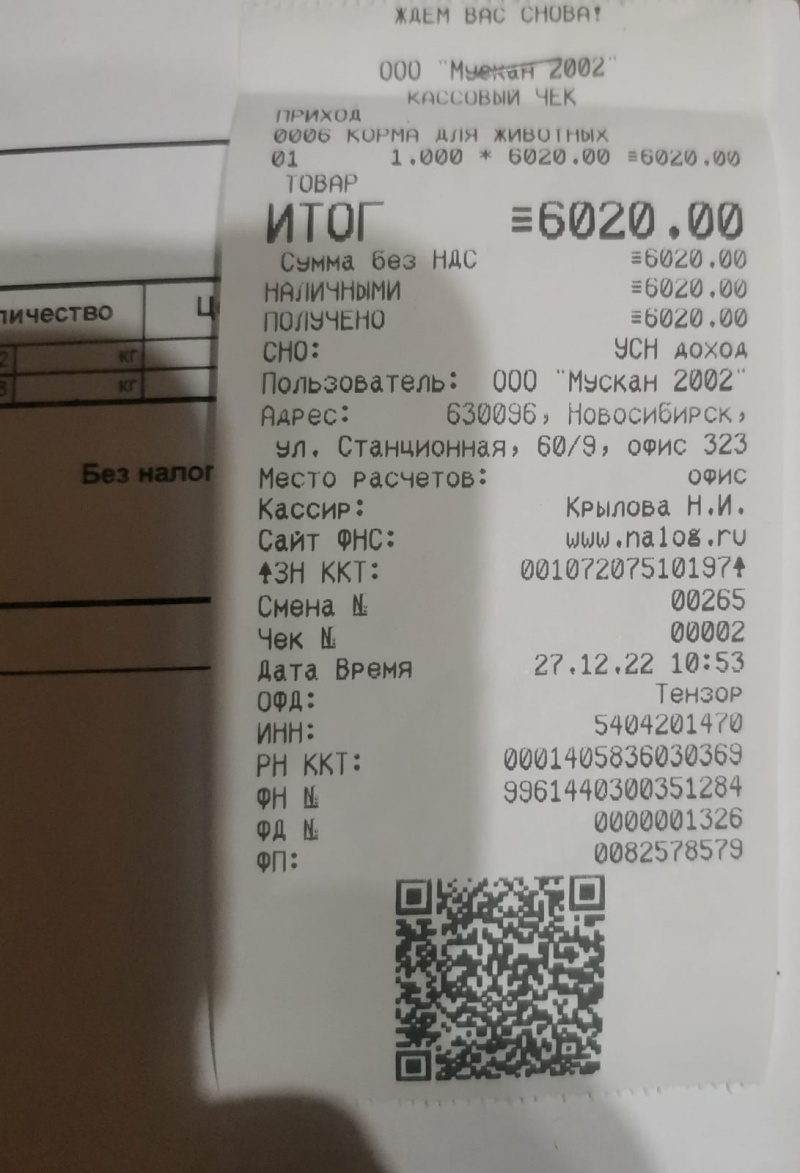 ЖДЕМ ВАС СНОВА!
ООО "Мускан 2002"
КАССОВЫЙ ЧЕК
ПРИХОД
0006 КОРМА ДЛЯ ЖИВОТНЫХ
01 1.000 * 6020.00 ≡6020.00
ТОВАР
ИТОГ ≡6020.00
Сумма без НДС ≡6020.00
НАЛИЧНЫМИ ≡6020.00
ПОЛУЧЕНО ≡6020.00
СНО: УСН доход
Пользователь: ООО "Мускан 2002"
Адрес: 630096, Новосибирск,
ул. Станционная, 60/9, офис 323
Место расчетов: офис
Кассир: Крылова Н.И.
Сайт ФНС: www.nalog.ru
↑ЗН ККТ: 00107207510197↑
Смена № 00265
Чек № 00002
Дата Время 27.12.22 10:53
ОФД: Тензор
ИНН: 5404201470
РН ККТ: 0001405836030369
ФН № 9961440300351284
ФД № 0000001326
ФП: 0082578579
личество Ц
2 кг
3 кг
Без налог